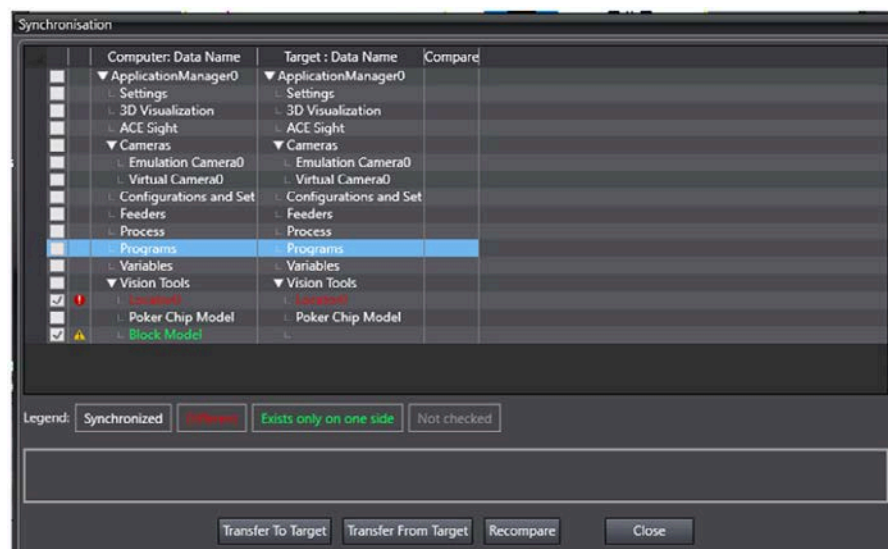 Synchronisation
Computer: Data Name Target : Data Name Compare
ApplicationManager0 ApplicationManager0
Settings Settings
3D Visualization 3D Visualization
ACE Sight ACE Sight
Cameras Cameras
Emulation Camera0 Emulation Camera0
Virtual Camera0 Virtual Camera0
Configurations and Set Configurations and Set
Feeders Feeders
Process Process
Programs Programs
Variables Variables
Vision Tools Vision Tools
Locator0 Locator0
Poker Chip Model Poker Chip Model
Block Model
Legend: Synchronized Different Exists only on one side Not checked
Transfer To Target Transfer From Target Recompare Close